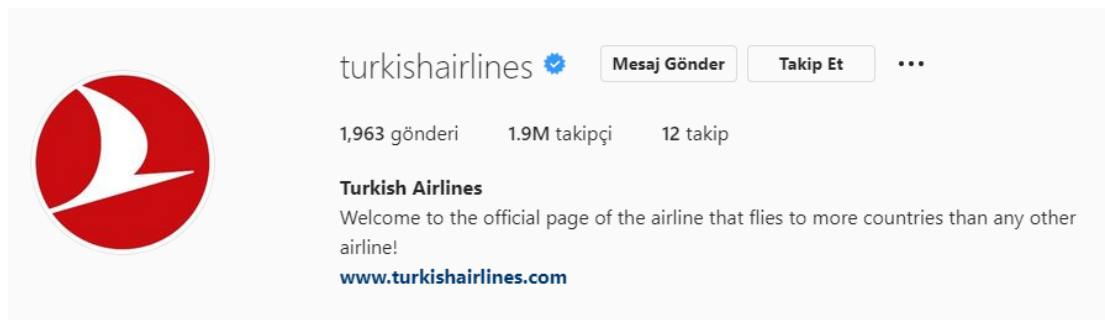 turkishairlines Mesaj Gönder Takip Et
1,963 gönderi 1.9M takipçi 12 takip
Turkish Airlines
Welcome to the official page of the airline that flies to more countries than any other
airline!
www.turkishairlines.com